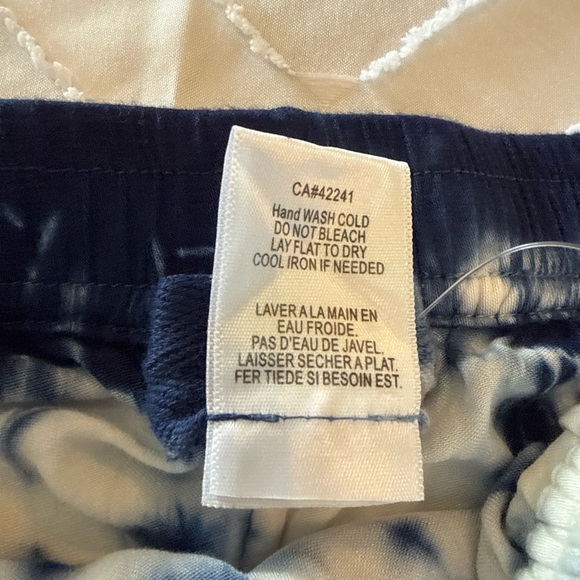 CA#42241
Hand WASH COLD
DO NOT BLEACH
LAY FLAT TO DRY
COOL IRON IF NEEDED
LAVER A LA MAIN EN
EAU FROIDE.
PAS D'EAU DE JAVEL.
LAISSER SECHER A PLAT.
FER TIEDE SI BESOIN EST.